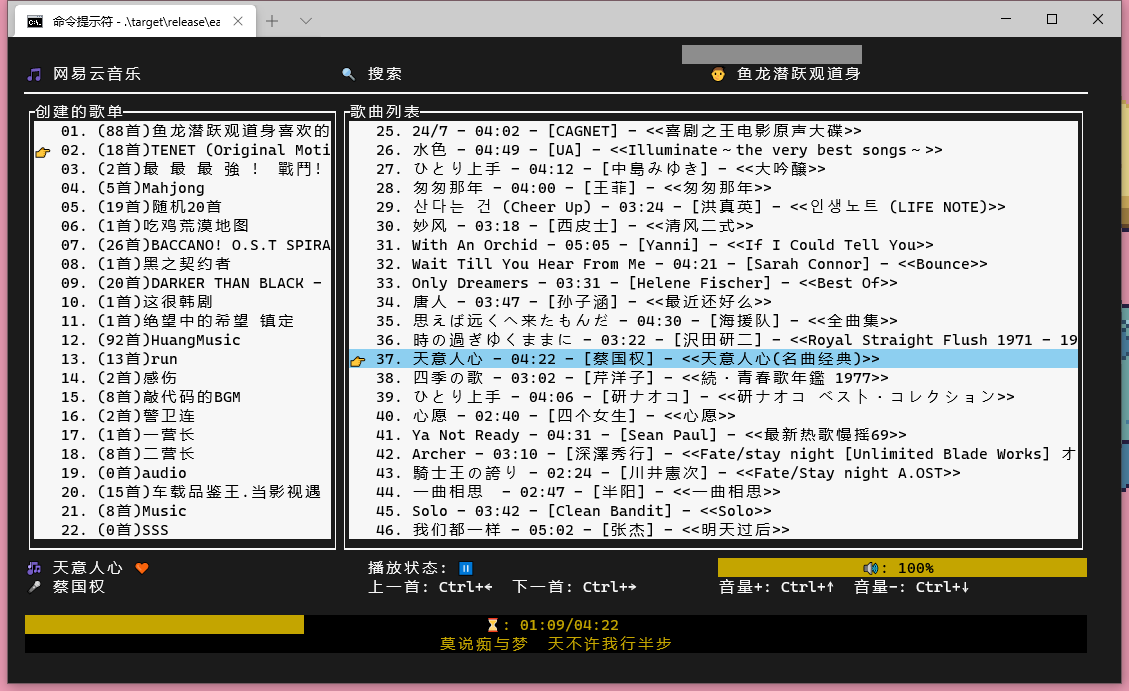 命令提示符 - .\target\release\ea
网易云音乐
搜索
鱼龙潜跃观道身
创建的歌单
01. (88首)鱼龙潜跃观道身喜欢的
02. (18首)TENET (Original Moti
03. (2首)最 最 最 強 ! 戰鬥!
04. (5首)Mahjong
05. (19首)随机20首
06. (1首)吃鸡荒漠地图
07. (26首)BACCANO! O.S.T SPIRA
08. (1首)黑之契约者
09. (20首)DARKER THAN BLACK -
10. (1首)这很韩剧
11. (1首)绝望中的希望 镇定
12. (92首)HuangMusic
13. (13首)run
14. (2首)感伤
15. (8首)敲代码的BGM
16. (2首)警卫连
17. (1首)一营长
18. (8首)二营长
19. (0首)audio
20. (15首)车载品鉴王.当影视遇
21. (8首)Music
22. (0首)SSS
歌曲列表
25. 24/7 - 04:02 - [CAGNET] - <<喜剧之王电影原声大碟>>
26. 水色 - 04:49 - [UA] - <<Illuminate～the very best songs～>>
27. ひとり上手 - 04:12 - [中島みゆき] - <<大吟醸>>
28. 匆匆那年 - 04:00 - [王菲] - <<匆匆那年>>
29. 산다는 건 (Cheer Up) - 03:24 - [洪真英] - <<인생노트 (LIFE NOTE)>>
30. 妙风 - 03:18 - [西皮士] - <<清风二式>>
31. With An Orchid - 05:05 - [Yanni] - <<If I Could Tell You>>
32. Wait Till You Hear From Me - 04:21 - [Sarah Connor] - <<Bounce>>
33. Only Dreamers - 03:31 - [Helene Fischer] - <<Best Of>>
34. 唐人 - 03:47 - [孙子涵] - <<最近还好么>>
35. 思えば远くへ来たもんだ - 04:30 - [海援队] - <<全曲集>>
36. 時の過ぎゆくままに - 03:22 - [沢田研二] - <<Royal Straight Flush 1971 - 19
37. 天意人心 - 04:22 - [蔡国权] - <<天意人心(名曲经典)>>
38. 四季の歌 - 03:02 - [芹洋子] - <<続・青春歌年鑑 1977>>
39. ひとり上手 - 04:06 - [研ナオコ] - <<研ナオコ ベスト・コレクション>>
40. 心愿 - 02:40 - [四个女生] - <<心愿>>
41. Ya Not Ready - 04:31 - [Sean Paul] - <<最新热歌慢摇69>>
42. Archer - 03:10 - [深澤秀行] - <<Fate/stay night [Unlimited Blade Works] オ
43. 騎士王の誇り - 02:24 - [川井憲次] - <<Fate/Stay night A.OST>>
44. 一曲相思 - 02:47 - [半阳] - <<一曲相思>>
45. Solo - 03:42 - [Clean Bandit] - <<Solo>>
46. 我们都一样 - 05:02 - [张杰] - <<明天过后>>
天意人心
蔡国权
播放状态:
上一首: Ctrl+← 下一首: Ctrl+→
: 100%
音量+: Ctrl+↑ 音量-: Ctrl+↓
: 01:09/04:22
莫说痴与梦 天不许我行半步